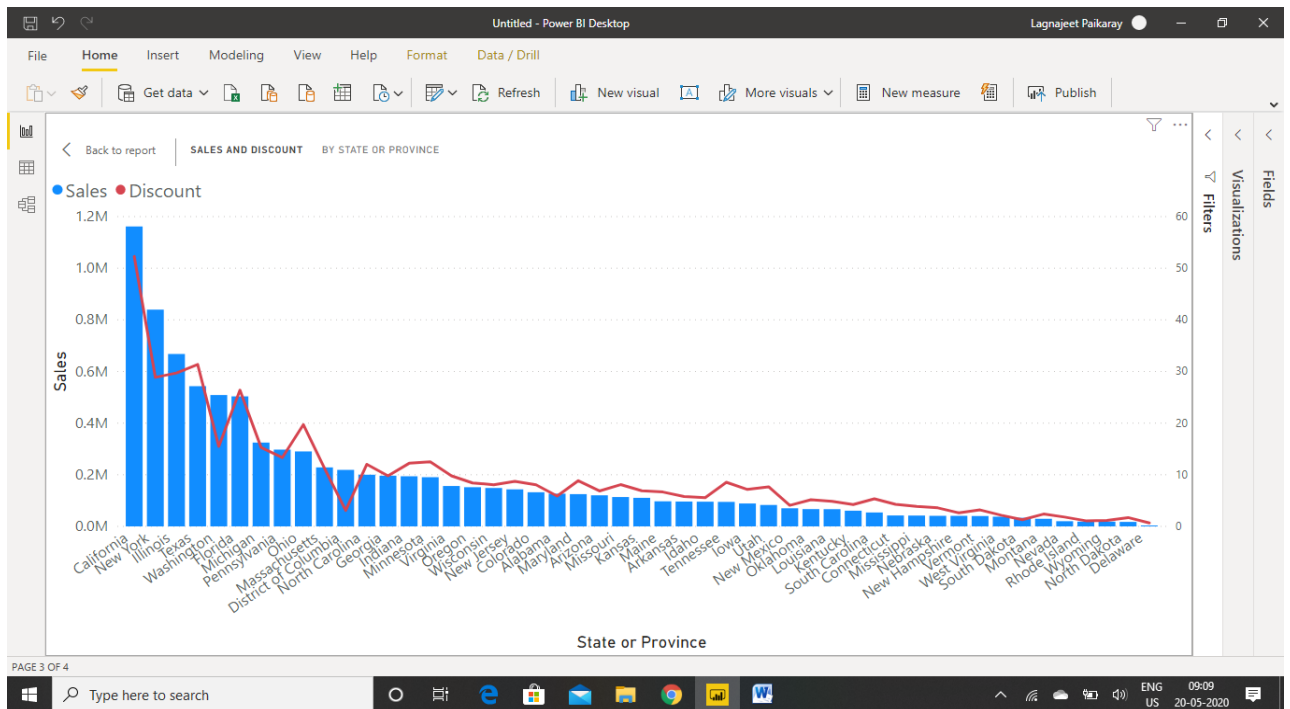 Untitled - Power BI Desktop
Lagnajeet Paikaray
File Home Insert Modeling View Help Format Data / Drill
Get data Refresh New visual A More visuals New measure Publish
Back to report SALES AND DISCOUNT BY STATE OR PROVINCE
Sales Discount
1.2M
1.0M
0.8M
0.6M
0.4M
0.2M
0.0M
Sales
60
50
40
30
20
10
0
California
New York
Illinois
Texas
Washington
Florida
Michigan
Pennsylvania
Ohio
Massachusetts
District of Columbia
North Carolina
Georgia
Indiana
Minnesota
Virginia
Oregon
Wisconsin
New Jersey
Colorado
Alabama
Maryland
Arizona
Missouri
Kansas
Maine
Arkansas
Idaho
Tennessee
Iowa
Utah
New Mexico
Oklahoma
Louisiana
Kentucky
South Carolina
Connecticut
Mississippi
Nebraska
New Hampshire
Vermont
West Virginia
South Dakota
Montana
Nevada
Rhode Island
Wyoming
North Dakota
Delaware
State or Province
Filters
Visualizations
Fields
PAGE 3 OF 4
Type here to search
W
ENG
US
09:09
20-05-2020